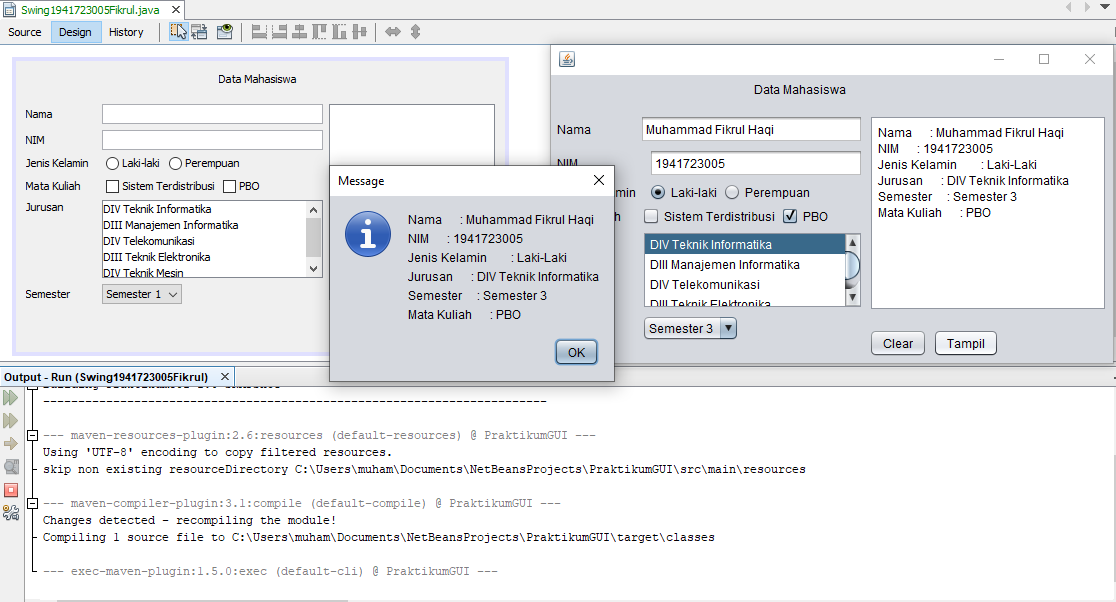 Swing1941723005Fikrul.java
Source Design History
Data Mahasiswa
Nama
NIM
Jenis Kelamin Laki-laki Perempuan
Mata Kuliah Sistem Terdistribusi PBO
Jurusan
DIV Teknik Informatika
DIII Manajemen Informatika
DIV Telekomunikasi
DIII Teknik Elektronika
DIV Teknik Mesin
Semester Semester 1
Message
Nama : Muhammad Fikrul Haqi
NIM : 1941723005
Jenis Kelamin : Laki-Laki
Jurusan : DIV Teknik Informatika
Semester : Semester 3
Mata Kuliah : PBO
OK
Data Mahasiswa
Nama Muhammad Fikrul Haqi
NIM 1941723005
min Laki-laki Perempuan
h Sistem Terdistribusi PBO
DIV Teknik Informatika
DIII Manajemen Informatika
DIV Telekomunikasi
DIII Teknik Elektronika
Semester 3
Nama : Muhammad Fikrul Haqi
NIM : 1941723005
Jenis Kelamin : Laki-Laki
Jurusan : DIV Teknik Informatika
Semester : Semester 3
Mata Kuliah : PBO
Clear Tampil
Output - Run (Swing1941723005Fikrul)
------------------------------------------------------------------------
--- maven-resources-plugin:2.6:resources (default-resources) @ PraktikumGUI ---
Using 'UTF-8' encoding to copy filtered resources.
skip non existing resourceDirectory C:\Users\muham\Documents\NetBeansProjects\PraktikumGUI\src\main\resources
--- maven-compiler-plugin:3.1:compile (default-compile) @ PraktikumGUI ---
Changes detected - recompiling the module!
Compiling 1 source file to C:\Users\muham\Documents\NetBeansProjects\PraktikumGUI\target\classes
--- exec-maven-plugin:1.5.0:exec (default-cli) @ PraktikumGUI ---